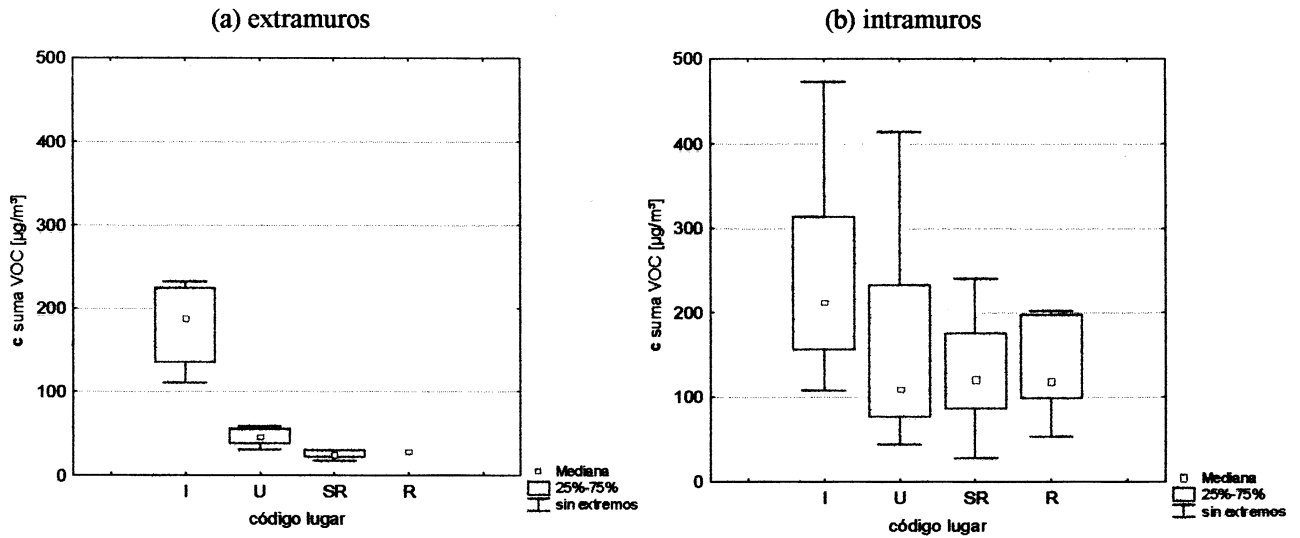 (a) extramuros
500
400
300
200
100
0
c suma VOC [µg/m³]
I U SR R
código lugar
Mediana
25%-75%
sin extremos
(b) intramuros
500
400
300
200
100
0
c suma VOC [µg/m³]
I U SR R
código lugar
Mediana
25%-75%
sin extremos